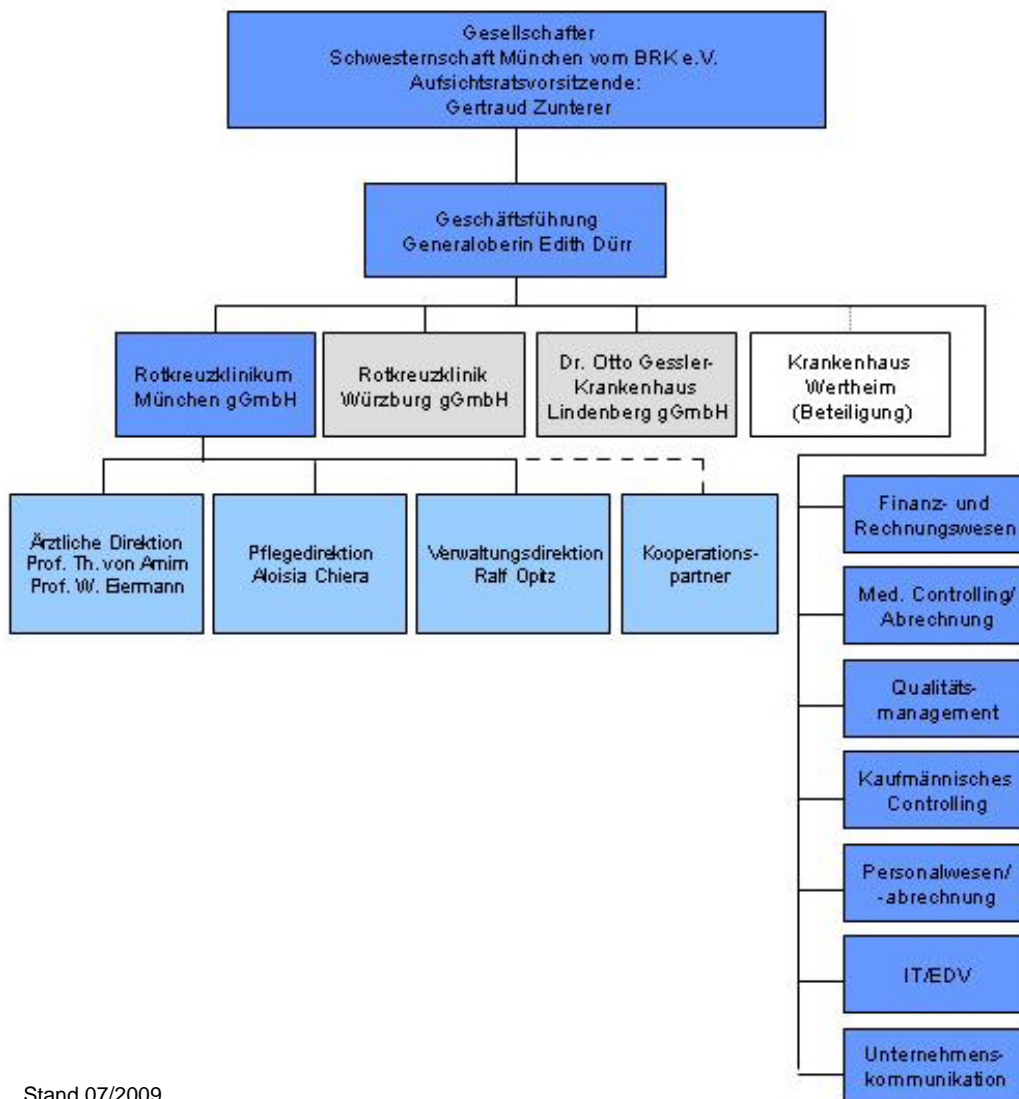 Gesellschafter
Schwesternschaft München vom BRK e.V.
Aufsichtsratsvorsitzende:
Gertraud Zunterer
Geschäftsführung
Generaloberin Edith Dürr
Rotkreuzklinikum
München gGmbH
Rotkreuzklinik
Würzburg gGmbH
Dr. Otto Gessler-
Krankenhaus
Lindenberg gGmbH
Krankenhaus
Wertheim
(Beteiligung)
Ärztliche Direktion
Prof. Th. von Arnim
Prof. W. Eiermann
Pflegedirektion
Aloisia Chiera
Verwaltungsdirektion
Ralf Opitz
Kooperations-
partner
Finanz- und
Rechnungswesen
Med. Controlling/
Abrechnung
Qualitäts-
management
Kaufmännisches
Controlling
Personalwesen/
-abrechnung
IT/EDV
Unternehmens-
kommunikation
Stand 07/2009